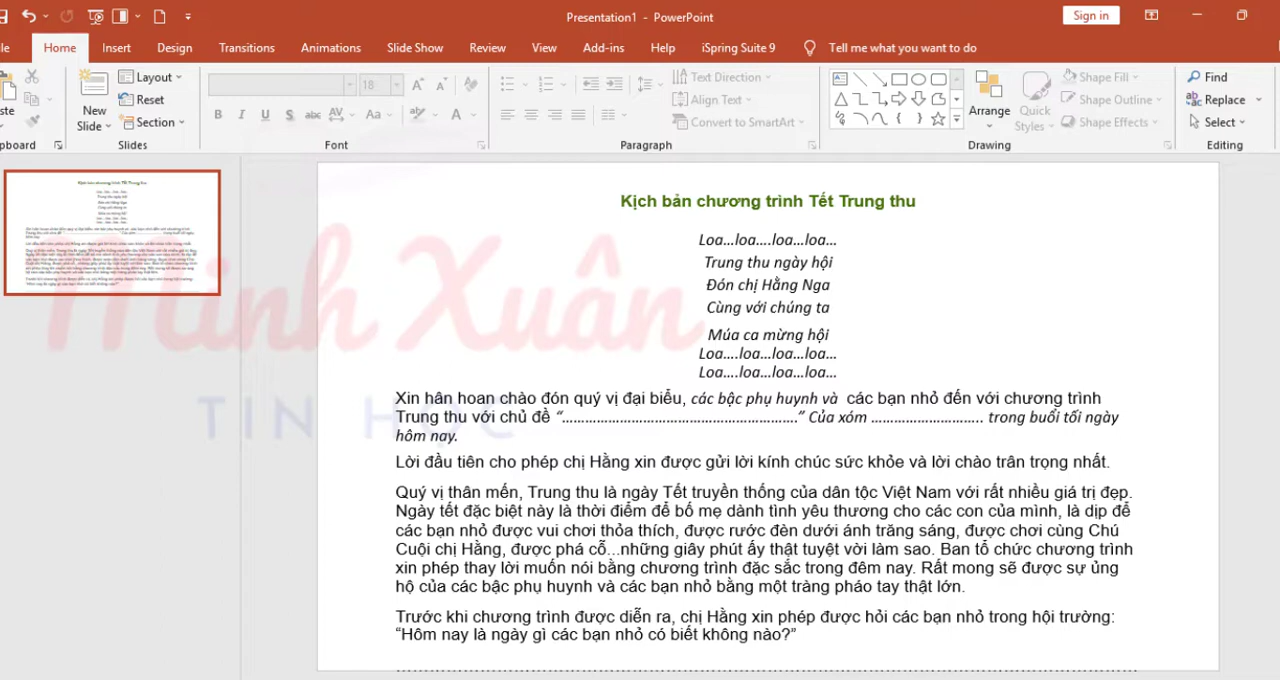 Presentation1 - PowerPoint
Sign in
Home Insert Design Transitions Animations Slide Show Review View Add-ins Help iSpring Suite 9 Tell me what you want to do
New Slide
Layout
Reset
Section
Slides
18
Font
Text Direction
Align Text
Convert to SmartArt
Paragraph
Arrange
Quick Styles
Shape Fill
Shape Outline
Shape Effects
Drawing
Find
Replace
Select
Editing
Minh Xuan
TIN HỌC
Kịch bản chương trình Tết Trung thu
Loa...loa....loa...loa...
Trung thu ngày hội
Đón chị Hằng Nga
Cùng với chúng ta
Múa ca mừng hội
Loa....loa...loa...loa...
Loa....loa...loa...loa...
Xin hân hoan chào đón quý vị đại biểu, các bậc phụ huynh và các bạn nhỏ đến với chương trình
Trung thu với chủ đề “…………………………………………………….” Của xóm ……………………….. trong buổi tối ngày
hôm nay.
Lời đầu tiên cho phép chị Hằng xin được gửi lời kính chúc sức khỏe và lời chào trân trọng nhất.
Quý vị thân mến, Trung thu là ngày Tết truyền thống của dân tộc Việt Nam với rất nhiều giá trị đẹp.
Ngày tết đặc biệt này là thời điểm để bố mẹ dành tình yêu thương cho các con của mình, là dịp để
các bạn nhỏ được vui chơi thỏa thích, được rước đèn dưới ánh trăng sáng, được chơi cùng Chú
Cuội chị Hằng, được phá cỗ...những giây phút ấy thật tuyệt vời làm sao. Ban tổ chức chương trình
xin phép thay lời muốn nói bằng chương trình đặc sắc trong đêm nay. Rất mong sẽ được sự ủng
hộ của các bậc phụ huynh và các bạn nhỏ bằng một tràng pháo tay thật lớn.
Trước khi chương trình được diễn ra, chị Hằng xin phép được hỏi các bạn nhỏ trong hội trường:
“Hôm nay là ngày gì các bạn nhỏ có biết không nào?”